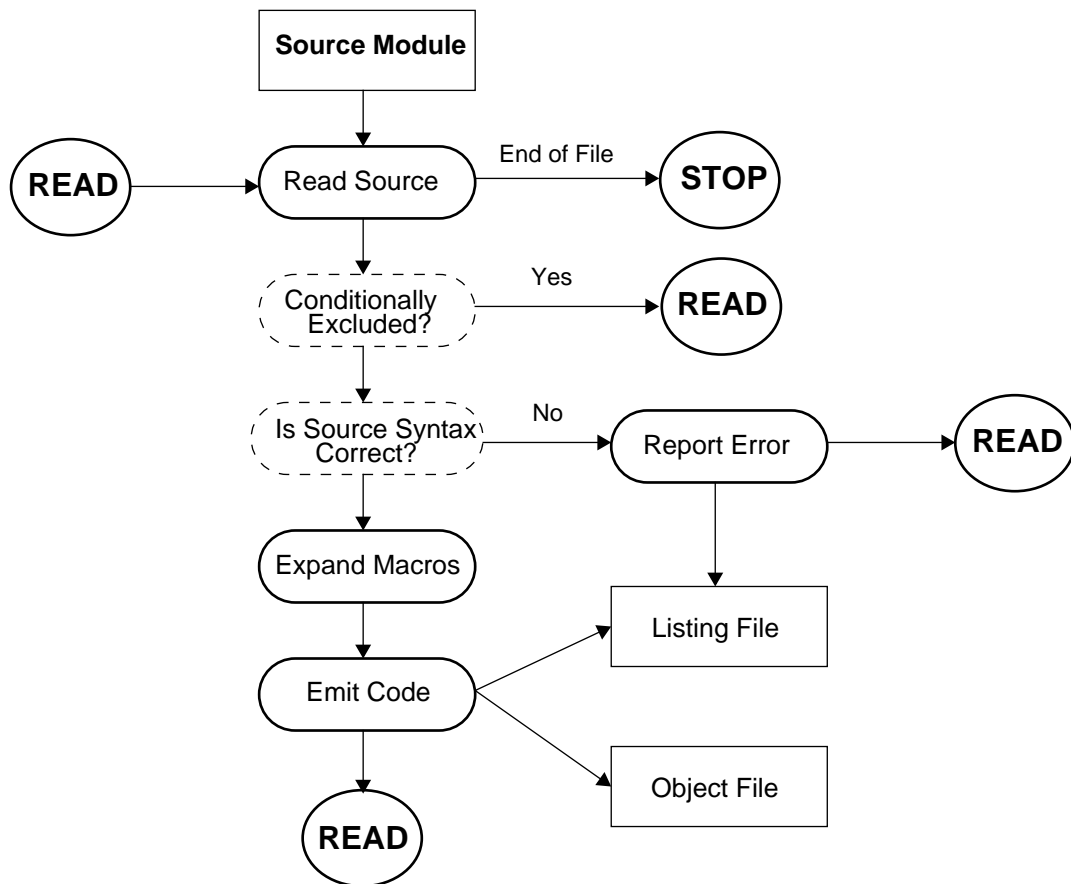 Source Module
READ
Read Source
End of File
STOP
Conditionally
Excluded?
Yes
READ
Is Source Syntax
Correct?
No
Report Error
READ
Expand Macros
Listing File
Emit Code
Object File
READ